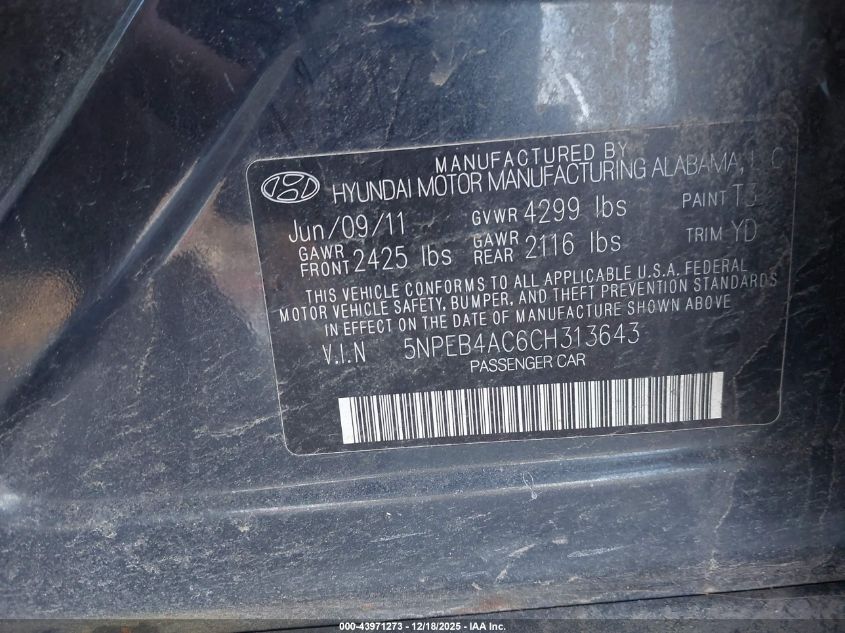 MANUFACTURED BY
HYUNDAI MOTOR MANUFACTURING ALABAMA,
Jun/09/11 GVWR 4299 lbs PAINT T3
GAWR FRONT 2425 lbs GAWR REAR 2116 lbs TRIM YD
THIS VEHICLE CONFORMS TO ALL APPLICABLE U.S.A. FEDERAL
MOTOR VEHICLE SAFETY, BUMPER, AND THEFT PREVENTION STANDARDS
IN EFFECT ON THE DATE OF MANUFACTURE SHOWN ABOVE
V.I.N 5NPEB4AC6CH313643
PASSENGER CAR
000-43971273 - 12/18/2025 - IAA Inc.